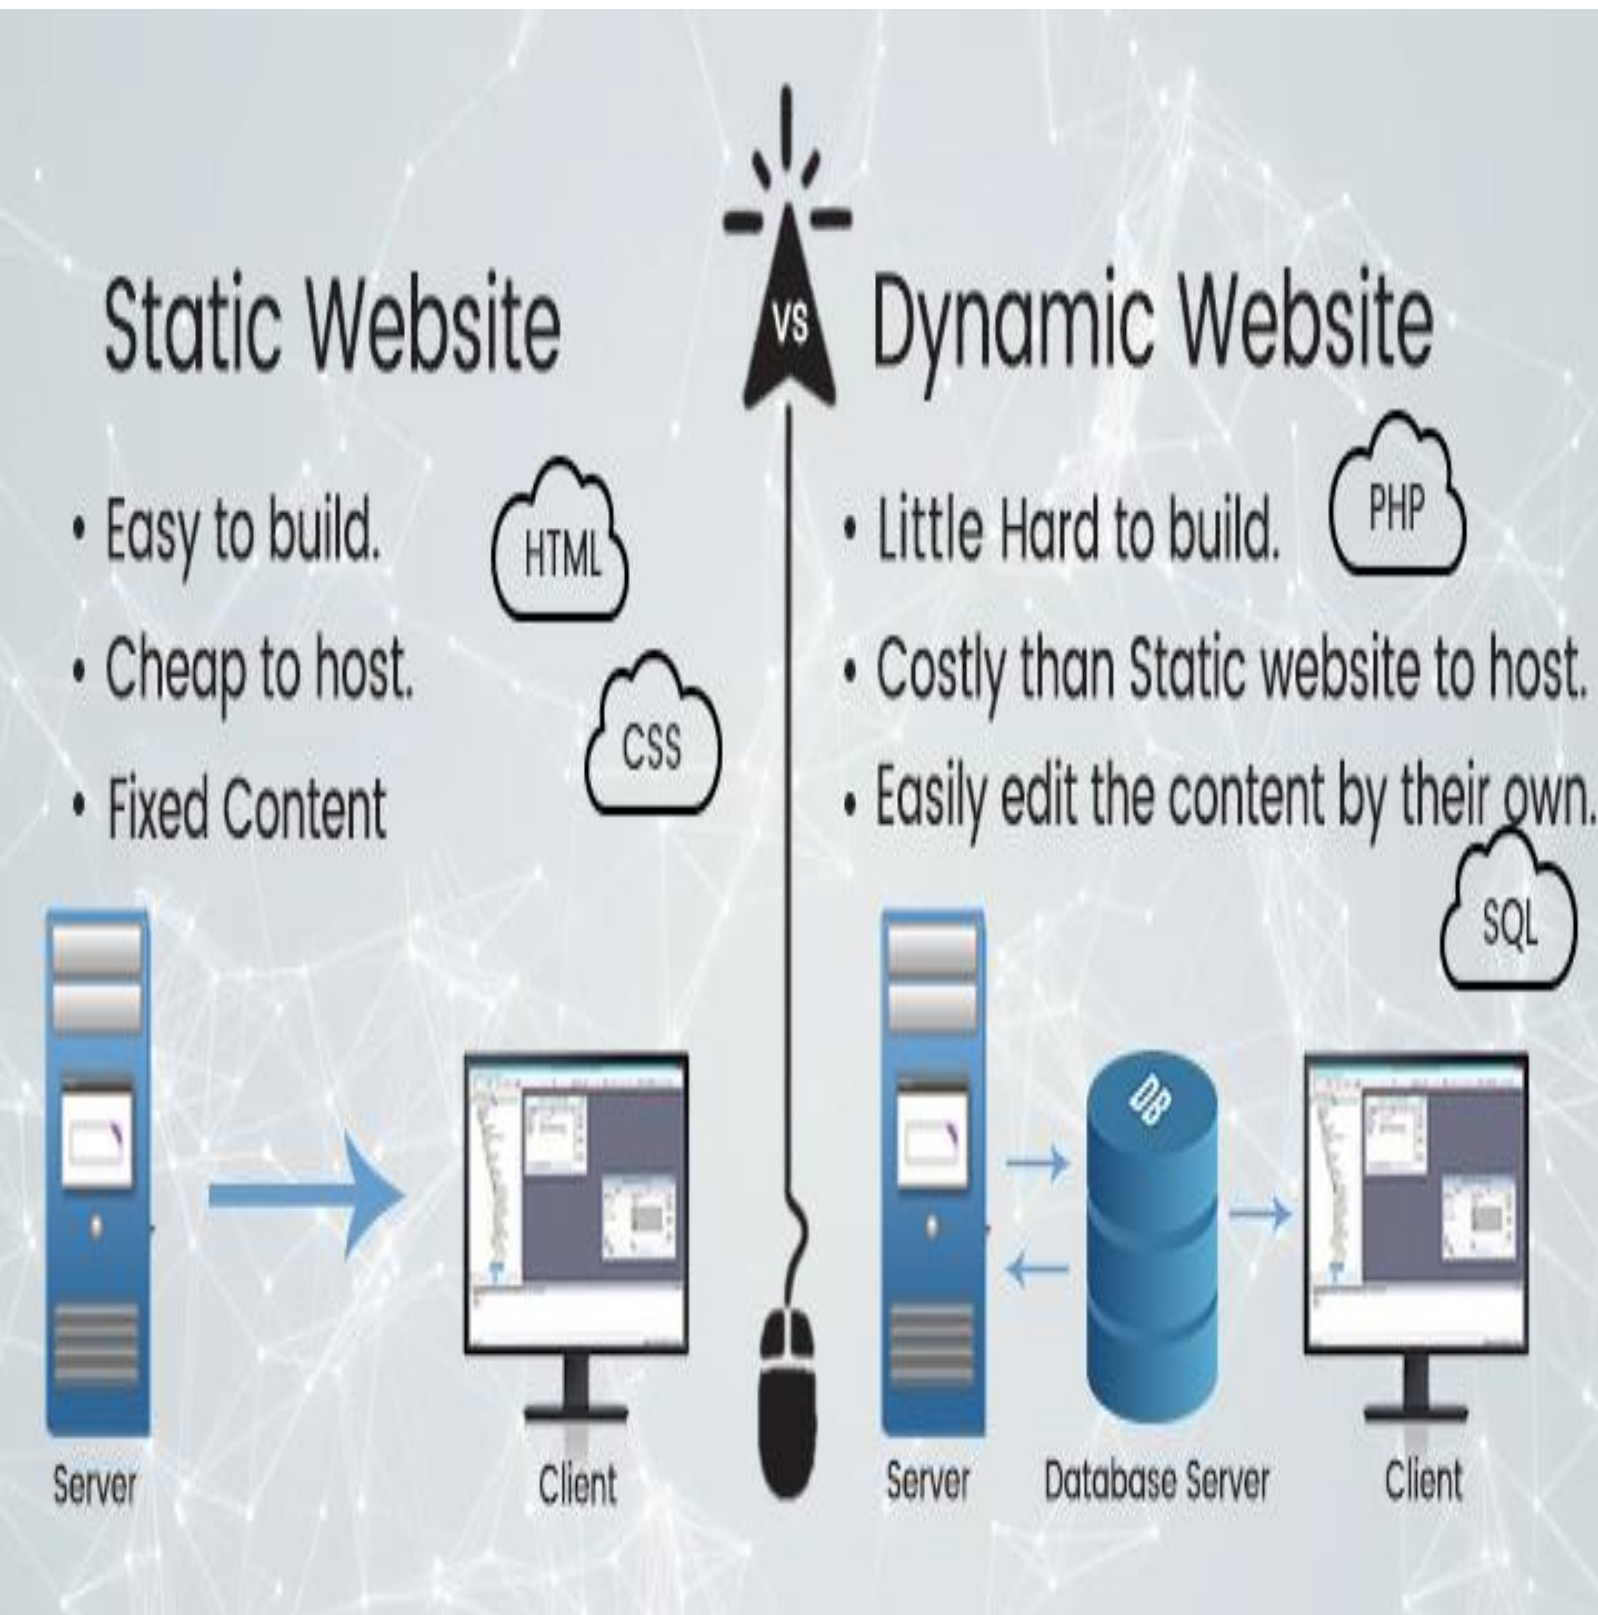 Static Website
VS
Dynamic Website
• Easy to build.
HTML
• Cheap to host.
CSS
• Fixed Content
• Little Hard to build.
PHP
• Costly than Static website to host.
• Easily edit the content by their own.
SQL
DB
Server
Client
Server
Database Server
Client